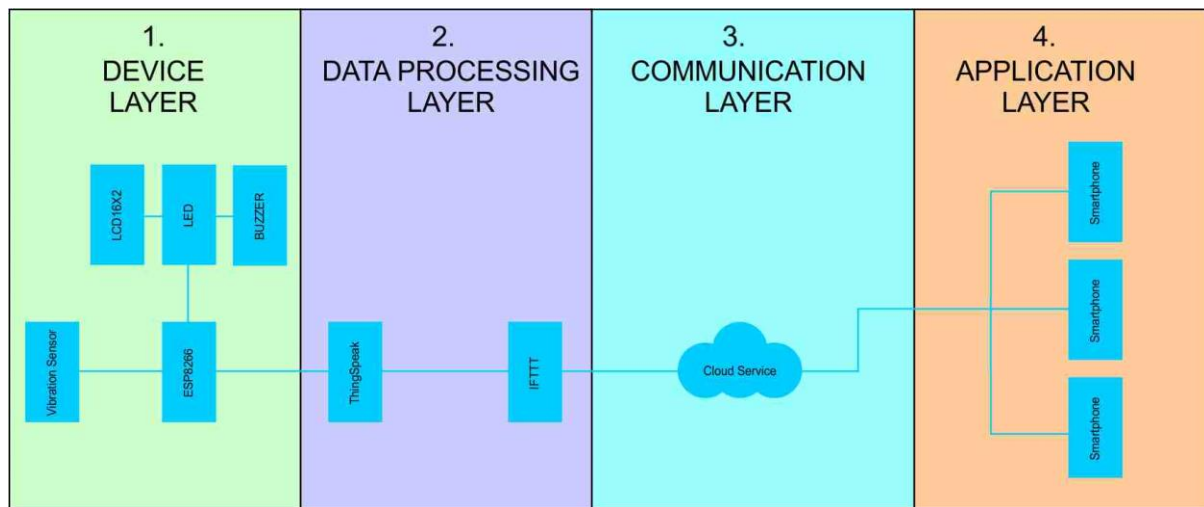 1.
DEVICE
LAYER
LCD16X2
LED
BUZZER
Vibration Sensor
ESP8266
2.
DATA PROCESSING
LAYER
ThingSpeak
IFTTT
3.
COMMUNICATION
LAYER
Cloud Service
4.
APPLICATION
LAYER
Smartphone
Smartphone
Smartphone